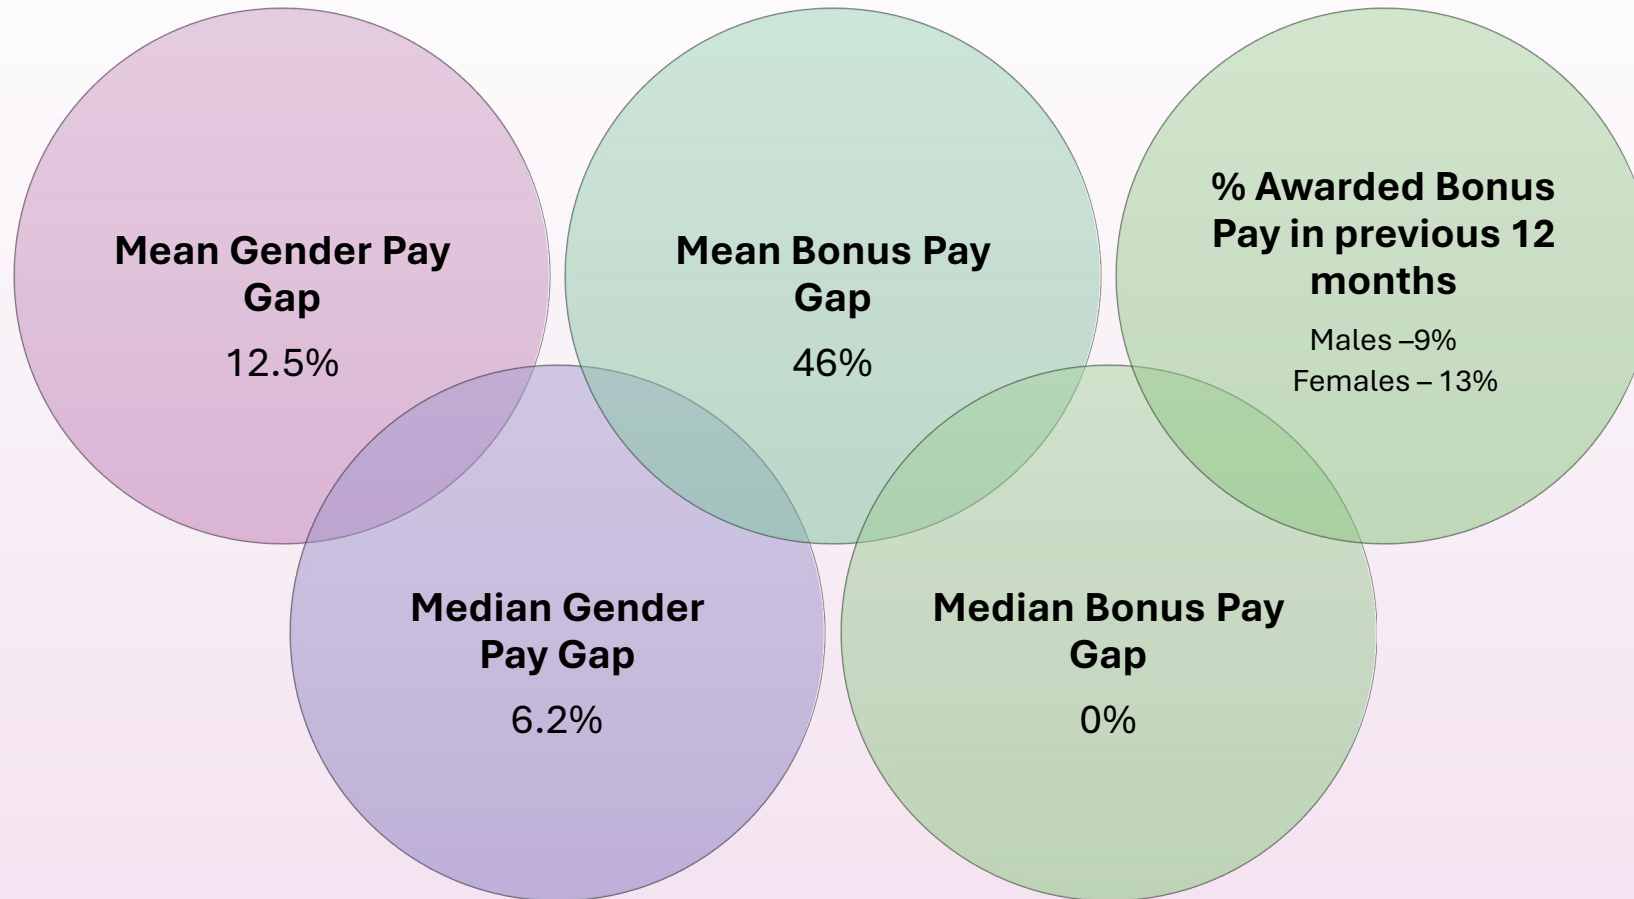 Mean Gender Pay
Gap
12.5%
Mean Bonus Pay
Gap
46%
% Awarded Bonus
Pay in previous 12
months
Males –9%
Females – 13%
Median Gender
Pay Gap
6.2%
Median Bonus Pay
Gap
0%